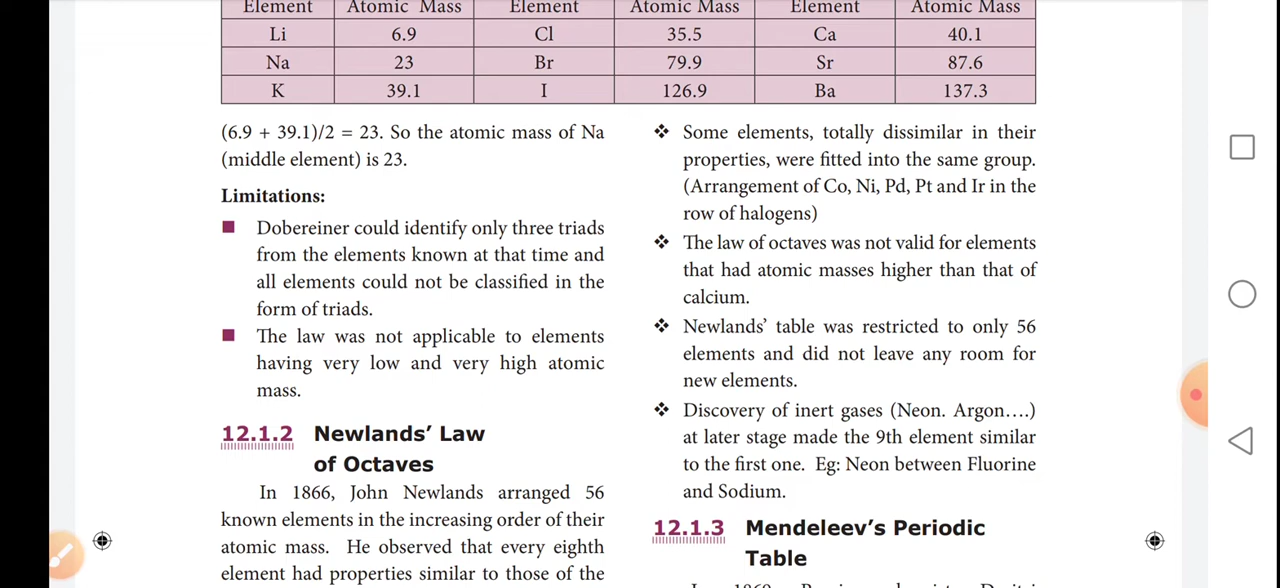 Element Atomic Mass Element Atomic Mass Element Atomic Mass
Li 6.9 Cl 35.5 Ca 40.1
Na 23 Br 79.9 Sr 87.6
K 39.1 I 126.9 Ba 137.3
(6.9 + 39.1)/2 = 23. So the atomic mass of Na
(middle element) is 23.
Limitations:
Dobereiner could identify only three triads
from the elements known at that time and
all elements could not be classified in the
form of triads.
The law was not applicable to elements
having very low and very high atomic
mass.
12.1.2 Newlands’ Law
of Octaves
In 1866, John Newlands arranged 56
known elements in the increasing order of their
atomic mass. He observed that every eighth
element had properties similar to those of the
Some elements, totally dissimilar in their
properties, were fitted into the same group.
(Arrangement of Co, Ni, Pd, Pt and Ir in the
row of halogens)
The law of octaves was not valid for elements
that had atomic masses higher than that of
calcium.
Newlands’ table was restricted to only 56
elements and did not leave any room for
new elements.
Discovery of inert gases (Neon. Argon....)
at later stage made the 9th element similar
to the first one. Eg: Neon between Fluorine
and Sodium.
12.1.3 Mendeleev’s Periodic
Table